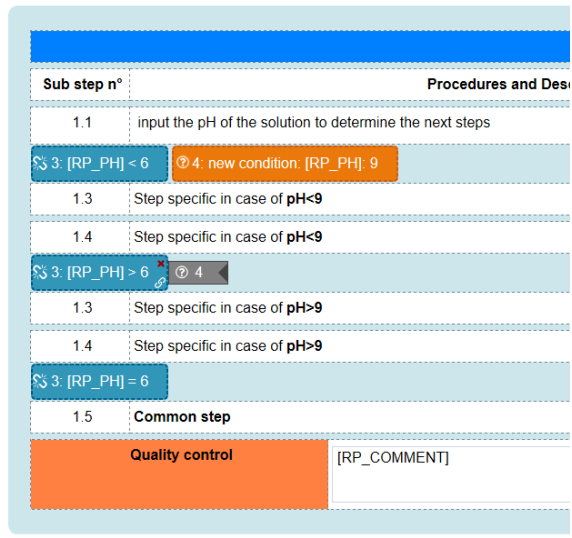 Sub step n° Procedures and Des
1.1 input the pH of the solution to determine the next steps
3: [RP_PH] < 6 4: new condition: [RP_PH]: 9
1.3 Step specific in case of pH<9
1.4 Step specific in case of pH<9
3: [RP_PH] > 6 4
1.3 Step specific in case of pH>9
1.4 Step specific in case of pH>9
3: [RP_PH] = 6
1.5 Common step
Quality control [RP_COMMENT]